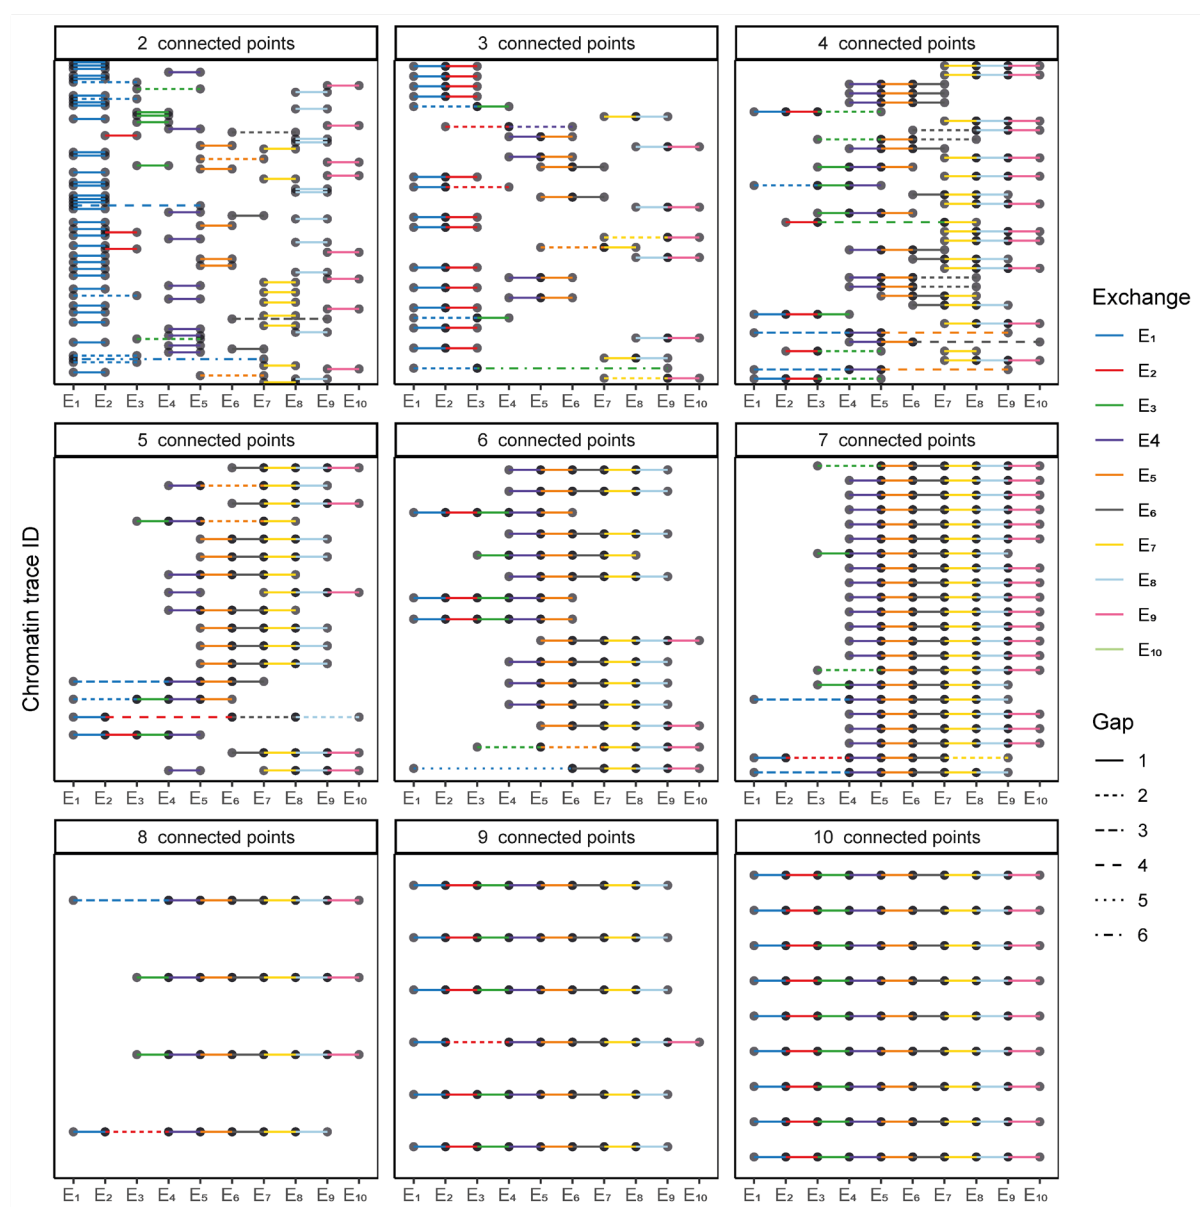 2 connected points
3 connected points
4 connected points
E₁ E₂ E₃ E₄ E₅ E₆ E₇ E₈ E₉ E₁₀
E₁ E₂ E₃ E₄ E₅ E₆ E₇ E₈ E₉ E₁₀
E₁ E₂ E₃ E₄ E₅ E₆ E₇ E₈ E₉ E₁₀
5 connected points
6 connected points
7 connected points
E₁ E₂ E₃ E₄ E₅ E₆ E₇ E₈ E₉ E₁₀
E₁ E₂ E₃ E₄ E₅ E₆ E₇ E₈ E₉ E₁₀
E₁ E₂ E₃ E₄ E₅ E₆ E₇ E₈ E₉ E₁₀
8 connected points
9 connected points
10 connected points
E₁ E₂ E₃ E₄ E₅ E₆ E₇ E₈ E₉ E₁₀
E₁ E₂ E₃ E₄ E₅ E₆ E₇ E₈ E₉ E₁₀
E₁ E₂ E₃ E₄ E₅ E₆ E₇ E₈ E₉ E₁₀
Chromatin trace ID
Exchange
E₁
E₂
E₃
E4
E₅
E₆
E₇
E₈
E₉
E₁₀
Gap
1
2
3
4
5
6